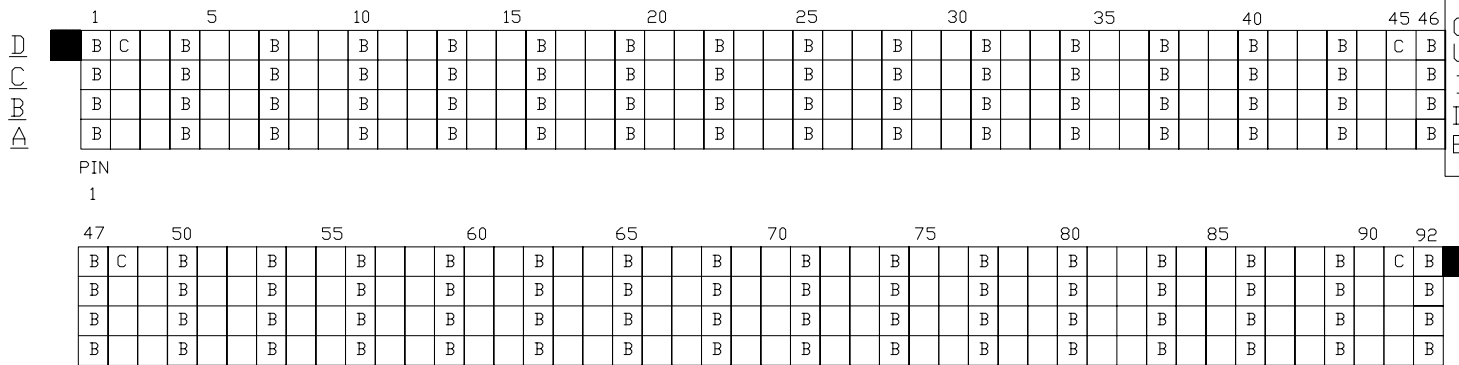 1 5 10 15 20 25 30 35 40 45 46
D B C B B B B B B B B B B B B B B C B
C B B B B B B B B B B B B B B B B
B B B B B B B B B B B B B B B B B
A B B B B B B B B B B B B B B B B
PIN
1
47 50 55 60 65 70 75 80 85 90 92
B C B B B B B B B B B B B B B B C B
B B B B B B B B B B B B B B B B
B B B B B B B B B B B B B B B B
B B B B B B B B B B B B B B B B